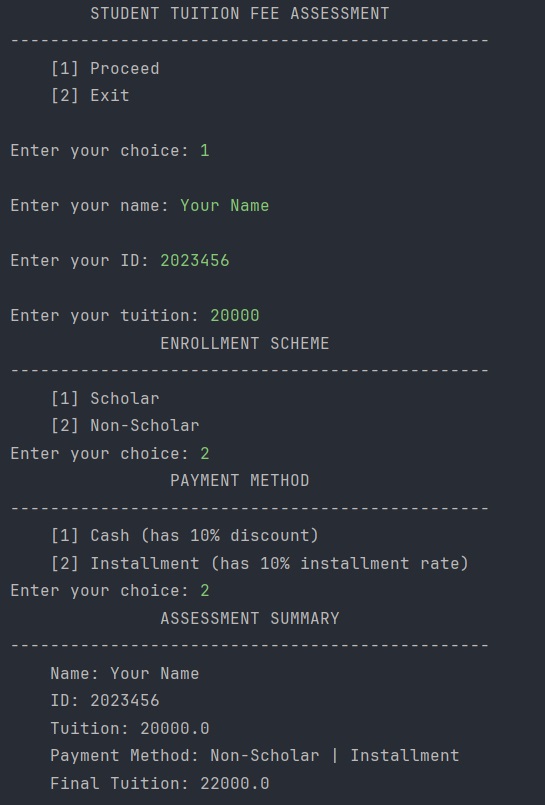 STUDENT TUITION FEE ASSESSMENT
------------------------------------------------
[1] Proceed
[2] Exit
Enter your choice: 1
Enter your name: Your Name
Enter your ID: 2023456
Enter your tuition: 20000
ENROLLMENT SCHEME
------------------------------------------------
[1] Scholar
[2] Non-Scholar
Enter your choice: 2
PAYMENT METHOD
------------------------------------------------
[1] Cash (has 10% discount)
[2] Installment (has 10% installment rate)
Enter your choice: 2
ASSESSMENT SUMMARY
------------------------------------------------
Name: Your Name
ID: 2023456
Tuition: 20000.0
Payment Method: Non-Scholar | Installment
Final Tuition: 22000.0